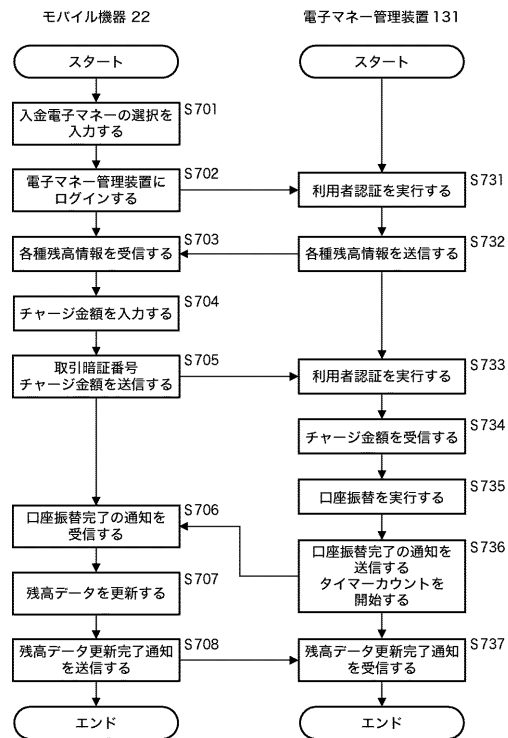 モバイル機器 22
スタート
S701
入金電子マネーの選択を
入力する
S702
電子マネー管理装置に
ログインする
S703
各種残高情報を受信する
S704
チャージ金額を入力する
S705
取引暗証番号
チャージ金額を送信する
S706
口座振替完了の通知を
受信する
S707
残高データを更新する
S708
残高データ更新完了通知
を送信する
エンド
電子マネー管理装置 131
スタート
S731
利用者認証を実行する
S732
各種残高情報を送信する
S733
利用者認証を実行する
S734
チャージ金額を受信する
S735
口座振替を実行する
S736
口座振替完了の通知を
送信する
タイマーカウントを
開始する
S737
残高データ更新完了通知
を受信する
エンド